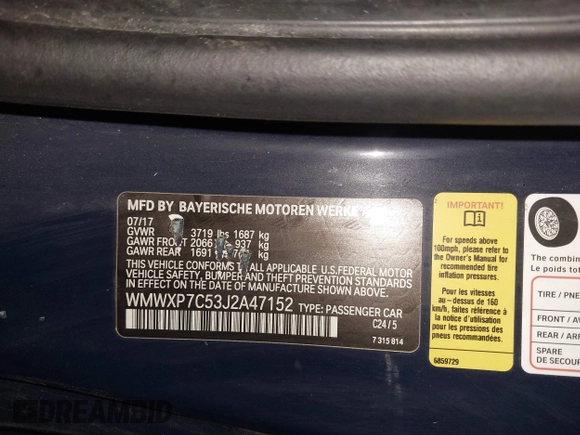 MFD BY BAYERISCHE MOTOREN WERKE
07/17
GVWR 3719 lbs 1687 kg
GAWR FRONT 2066 937 kg
GAWR REAR 1691 kg
THIS VEHICLE CONFORMS ALL APPLICABLE U.S.FEDERAL MOTOR
VEHICLE SAFETY, BUMPER AND THEFT PREVENTION STANDARDS
IN EFFECT ON THE DATE OF MANUFACTURE SHOWN ABOVE.
WMWXP7C53J2A47152 TYPE: PASSENGER CAR
C24/5
7 315 814
IMPORTANT
For speeds above
100mph, please refer to
the Owner's Manual for
recommended tire
inflation pressures.
Pour les vitesses
au-dessus de 160
km/h, faites référence à
la notice d'utilisation
pour les pressions des
pneus recommandées.
6859729
The combine
Le poids tot
TIRE / PNE
FRONT / AV
REAR / ARR
SPARE
DE SECOUR
DREAMBID